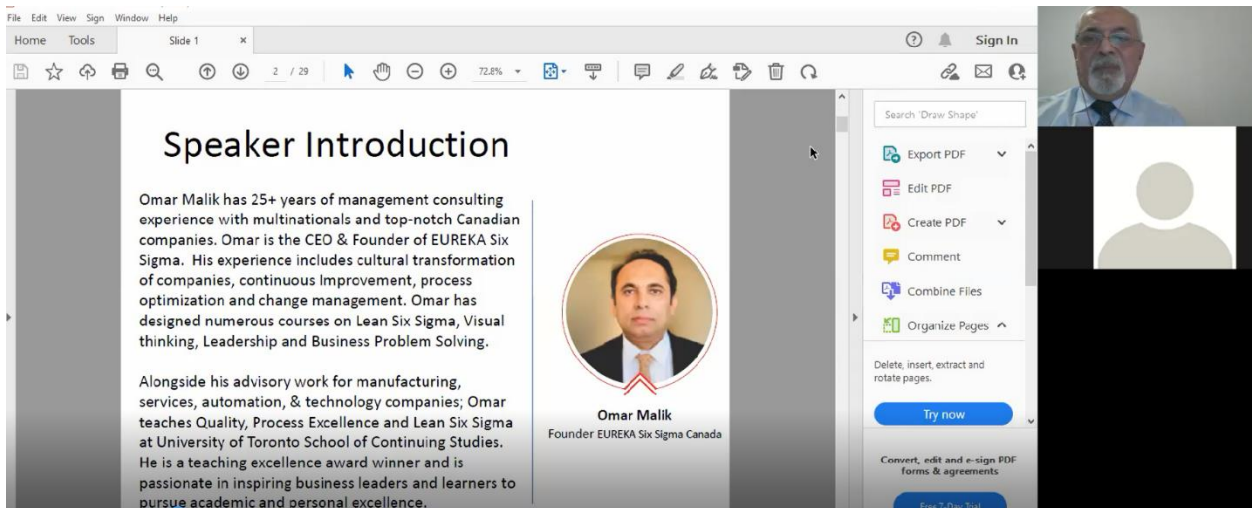 File Edit View Sign Window Help
Home Tools Slide 1 × Sign In
2 / 29 72.8%
Speaker Introduction
Omar Malik has 25+ years of management consulting
experience with multinationals and top-notch Canadian
companies. Omar is the CEO & Founder of EUREKA Six
Sigma. His experience includes cultural transformation
of companies, continuous Improvement, process
optimization and change management. Omar has
designed numerous courses on Lean Six Sigma, Visual
thinking, Leadership and Business Problem Solving.
Alongside his advisory work for manufacturing,
services, automation, & technology companies; Omar
teaches Quality, Process Excellence and Lean Six Sigma
at University of Toronto School of Continuing Studies.
He is a teaching excellence award winner and is
passionate in inspiring business leaders and learners to
pursue academic and personal excellence.
Omar Malik
Founder EUREKA Six Sigma Canada
Search 'Draw Shape'
Export PDF
Edit PDF
Create PDF
Comment
Combine Files
Organize Pages
Delete, insert, extract and
rotate pages.
Try now
Convert, edit and e-sign PDF
forms & agreements
Free 7-Day Trial